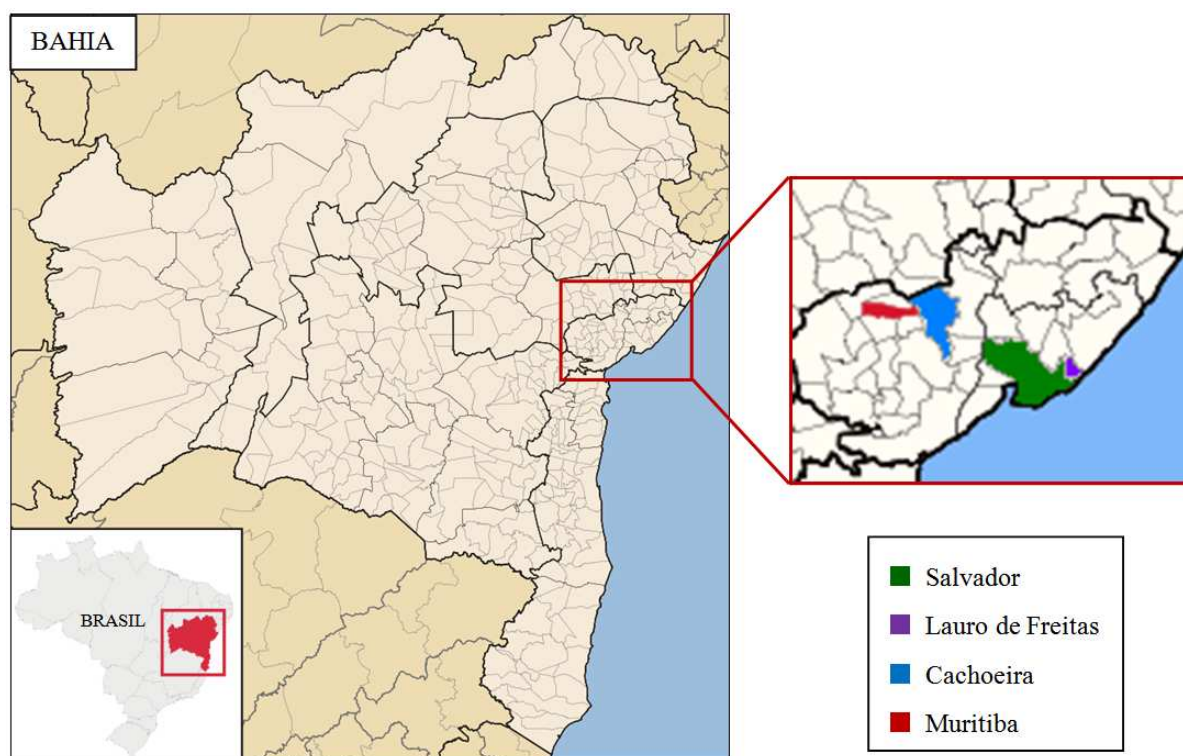 BAHIA
BRASIL
Salvador
Lauro de Freitas
Cachoeira
Muritiba